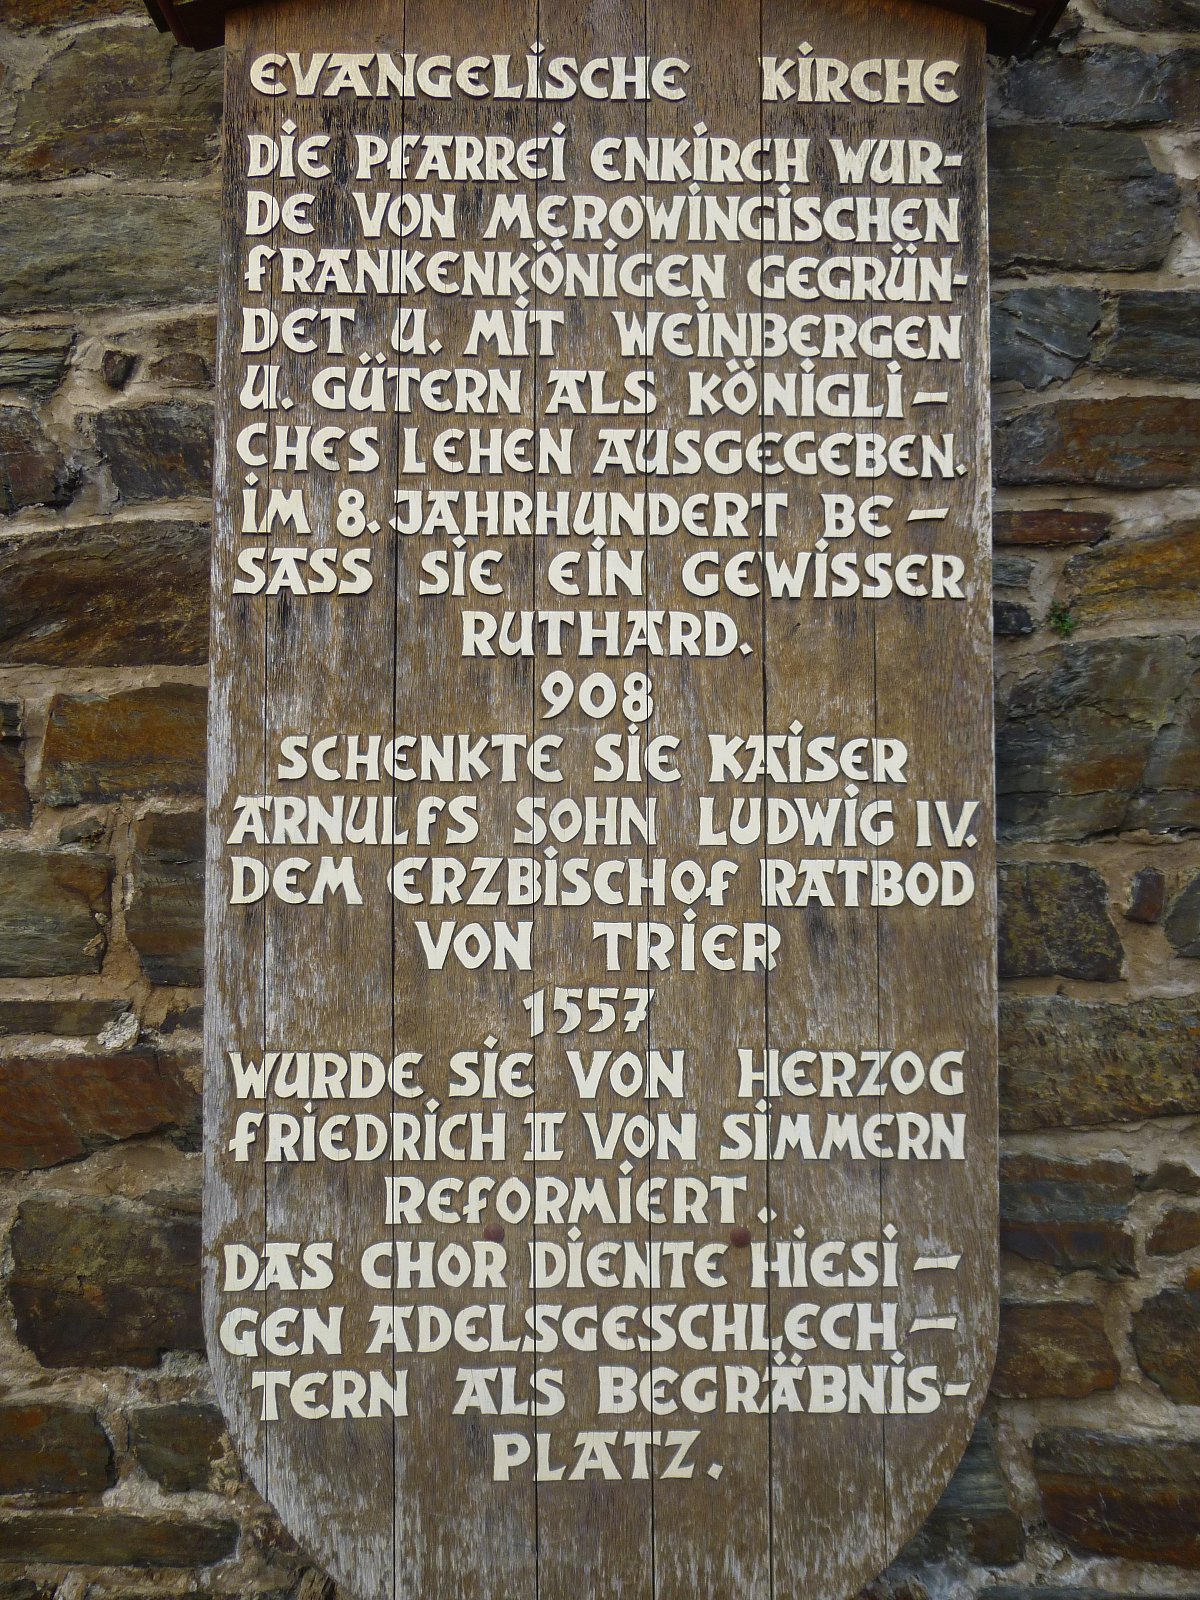 EVANGELISCHE KIRCHE
DIE PFARREI ENKIRCH WUR-
DE VON MEROWINGISCHEN
FRANKENKÖNIGEN GEGRÜN-
DET U. MIT WEINBERGEN
U. GÜTERN ALS KÖNIGLI-
CHES LEHEN AUSGEGEBEN.
IM 8. JAHRHUNDERT BE-
SASS SIE EIN GEWISSER
RUTHARD.
908
SCHENKTE SIE KAISER
ARNULFS SOHN LUDWIG IV.
DEM ERZBISCHOF RATBOD
VON TRIER
1557
WURDE SIE VON HERZOG
FRIEDRICH II VON SIMMERN
REFORMIERT.
DAS CHOR DIENTE HIESI-
GEN ADELSGESCHLECH-
TERN ALS BEGRÄBNIS-
PLATZ.